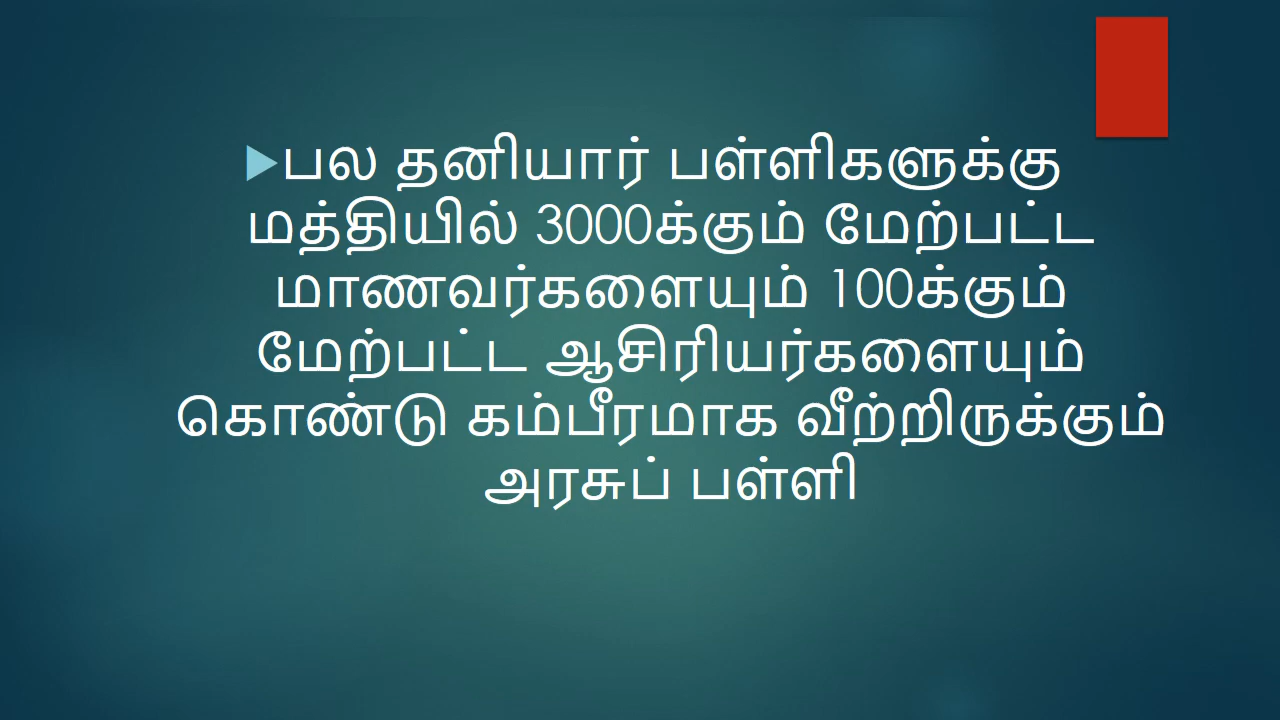 பல தனியார் பள்ளிகளுக்கு
மத்தியில் 3000க்கும் மேற்பட்ட
மாணவர்களையும் 100க்கும்
மேற்பட்ட ஆசிரியர்களையும்
கொண்டு கம்பீரமாக வீற்றிருக்கும்
அரசுப் பள்ளி